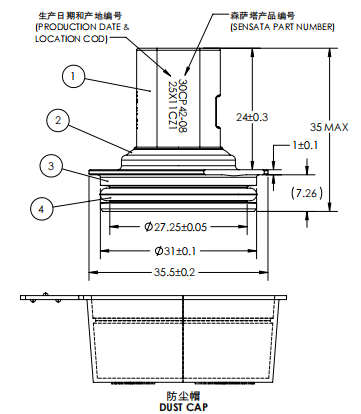 生产日期和产地编号
(PRODUCTION DATE &
LOCATION COD)
森萨塔产品编号
(SENSATA PART NUMBER)
1
30CP42-08
25X11CZ1
24±0.3
35 MAX
2
1±0.1
3
(7.26)
4
Ø27.25±0.05
Ø31±0.1
35.5±0.2
防尘帽
DUST CAP